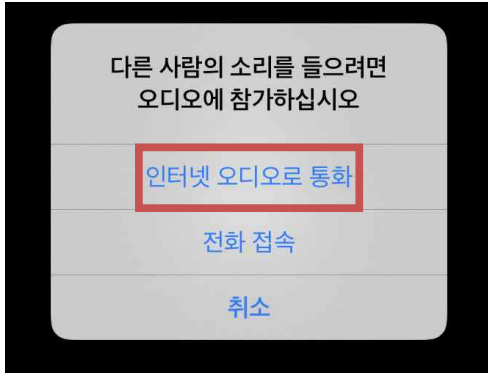 다른 사람의 소리를 들으려면
오디오에 참가하십시오
인터넷 오디오로 통화
전화 접속
취소